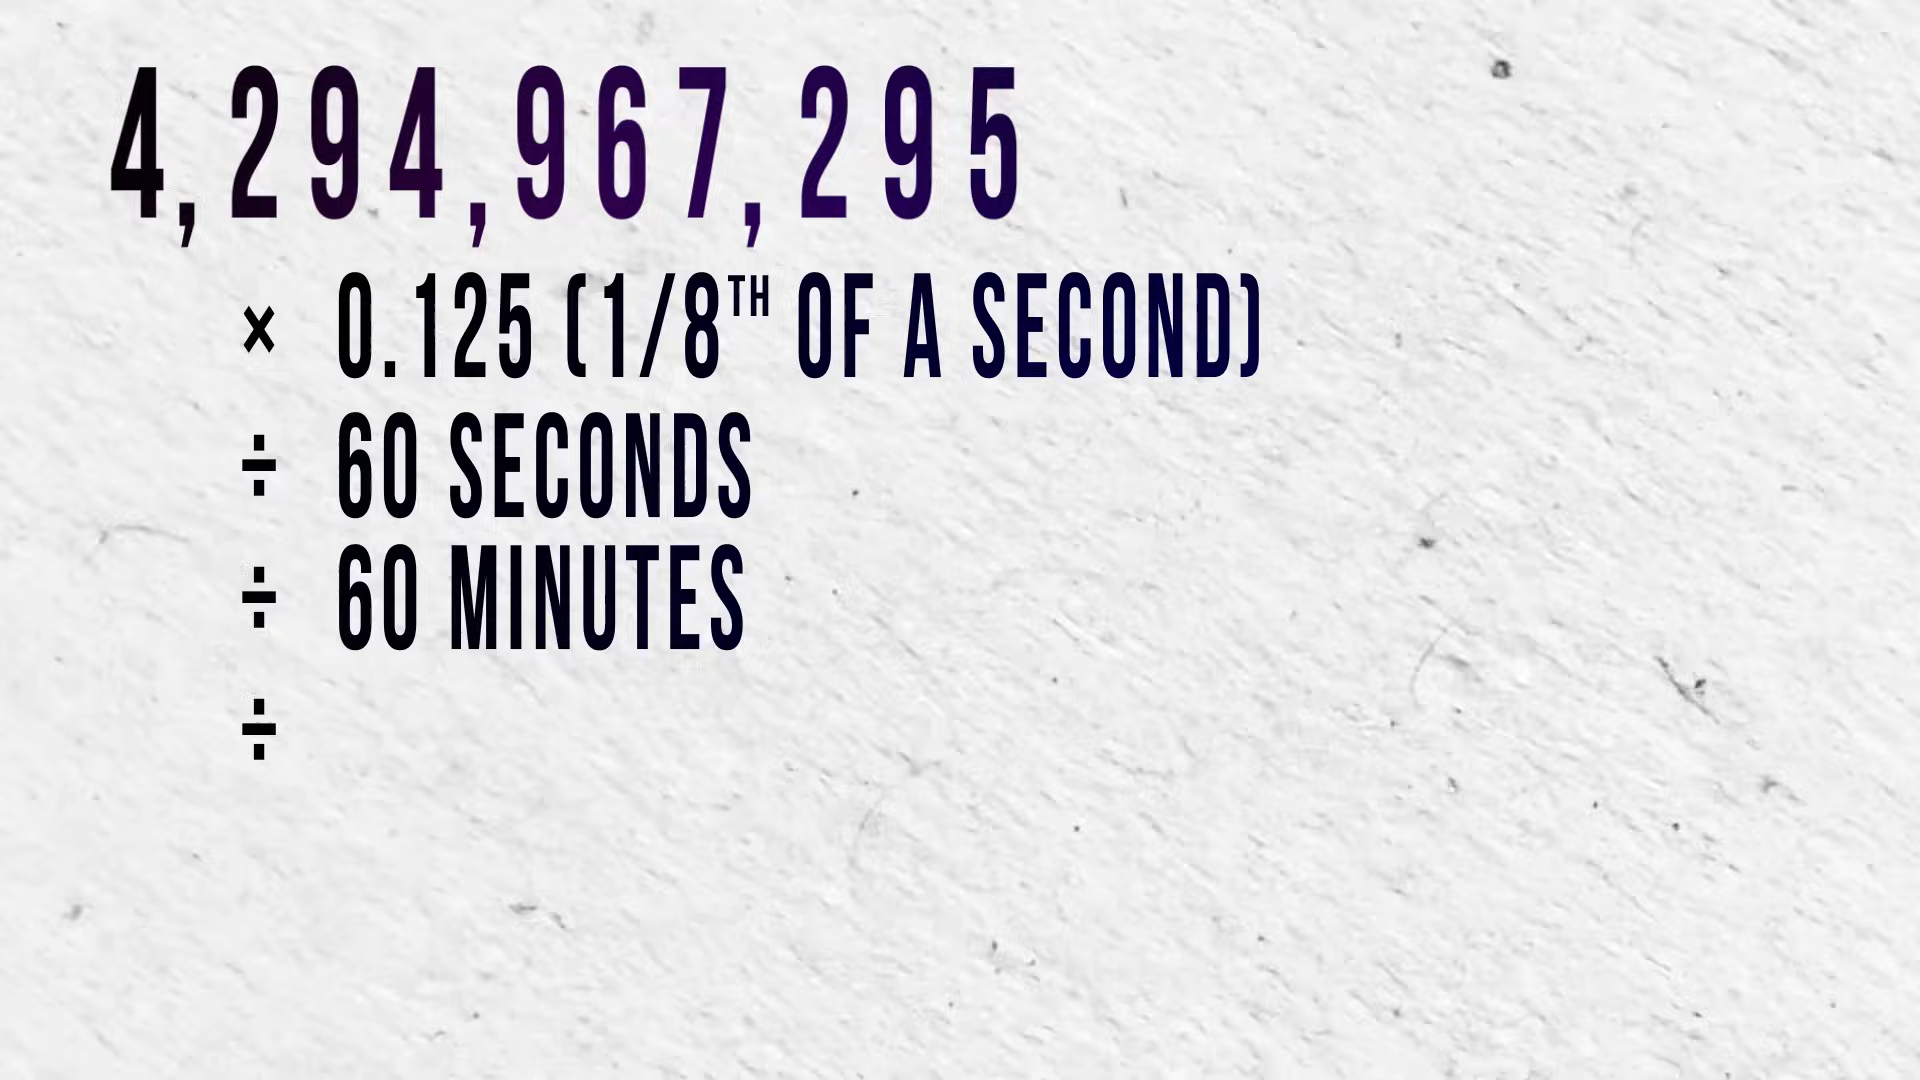 4,294,967,295
× 0.125 (1/8TH OF A SECOND)
÷ 60 SECONDS
÷ 60 MINUTES
÷